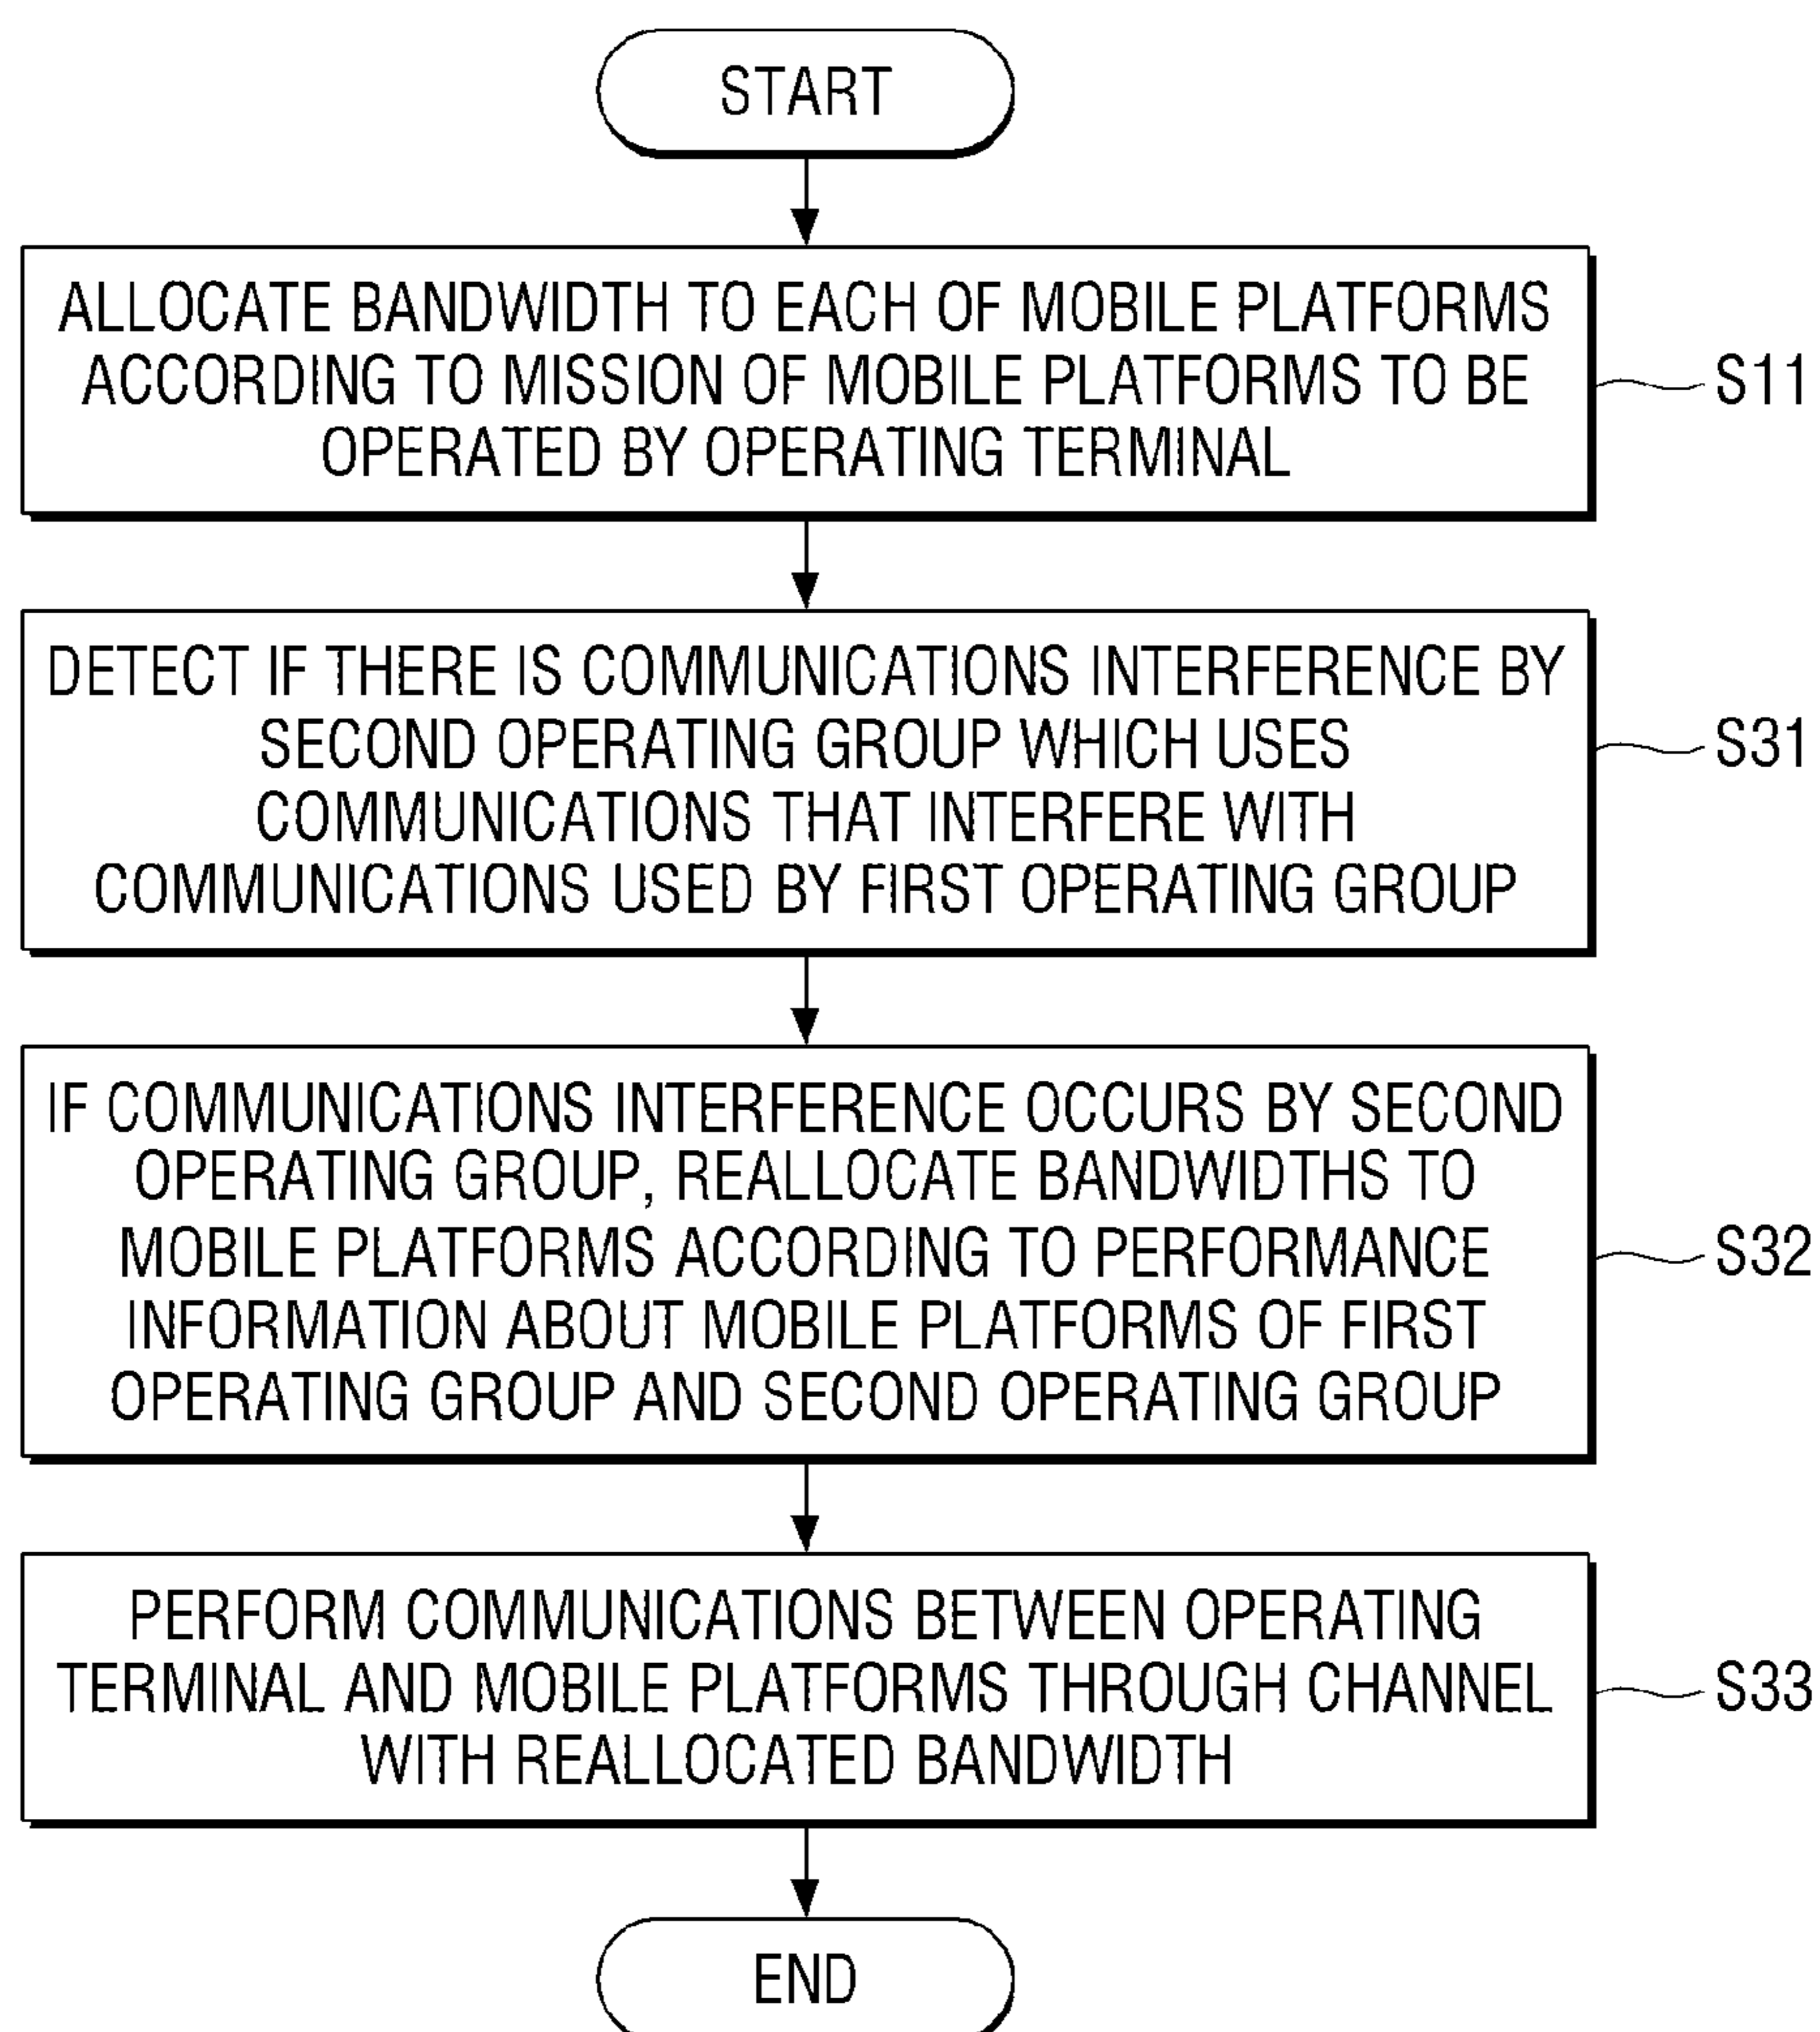 START
ALLOCATE BANDWIDTH TO EACH OF MOBILE PLATFORMS
ACCORDING TO MISSION OF MOBILE PLATFORMS TO BE
OPERATED BY OPERATING TERMINAL
S11
DETECT IF THERE IS COMMUNICATIONS INTERFERENCE BY
SECOND OPERATING GROUP WHICH USES
COMMUNICATIONS THAT INTERFERE WITH
COMMUNICATIONS USED BY FIRST OPERATING GROUP
S31
IF COMMUNICATIONS INTERFERENCE OCCURS BY SECOND
OPERATING GROUP, REALLOCATE BANDWIDTHS TO
MOBILE PLATFORMS ACCORDING TO PERFORMANCE
INFORMATION ABOUT MOBILE PLATFORMS OF FIRST
OPERATING GROUP AND SECOND OPERATING GROUP
S32
PERFORM COMMUNICATIONS BETWEEN OPERATING
TERMINAL AND MOBILE PLATFORMS THROUGH CHANNEL
WITH REALLOCATED BANDWIDTH
S33
END